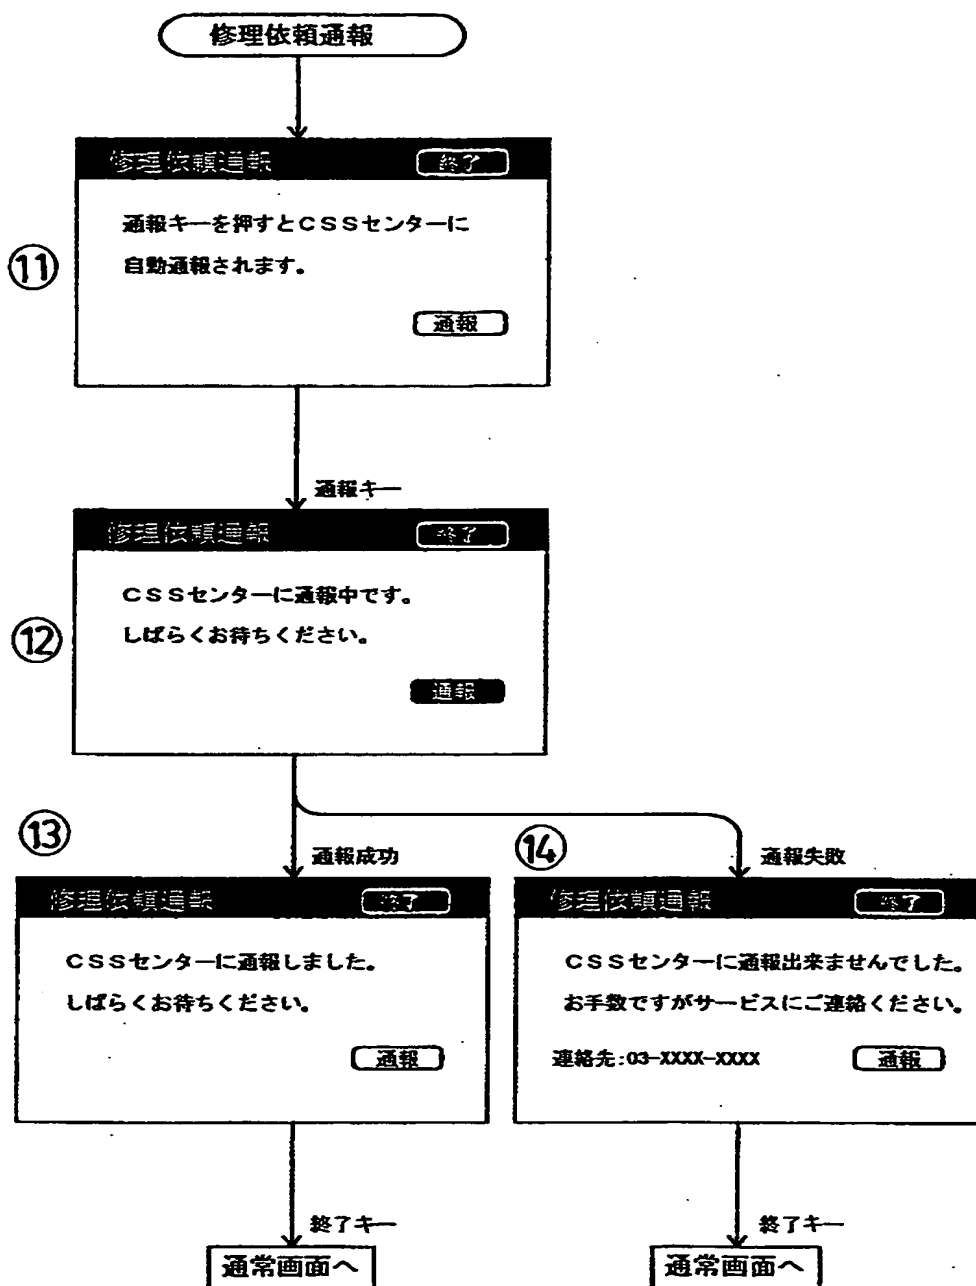 修理依頼通報
修理依頼通報 終了
通報キーを押すとCSSセンターに
自動通報されます。
⑪
通報
通報キー
修理依頼通報 終了
CSSセンターに通報中です。
⑫
しばらくお待ちください。
通報
⑬
通報成功
⑭
通報失敗
修理依頼通報 終了
CSSセンターに通報しました。
しばらくお待ちください。
通報
修理依頼通報 終了
CSSセンターに通報出来ませんでした。
お手数ですがサービスにご連絡ください。
連絡先:03-XXXX-XXXX 通報
終了キー
通常画面へ
終了キー
通常画面へ